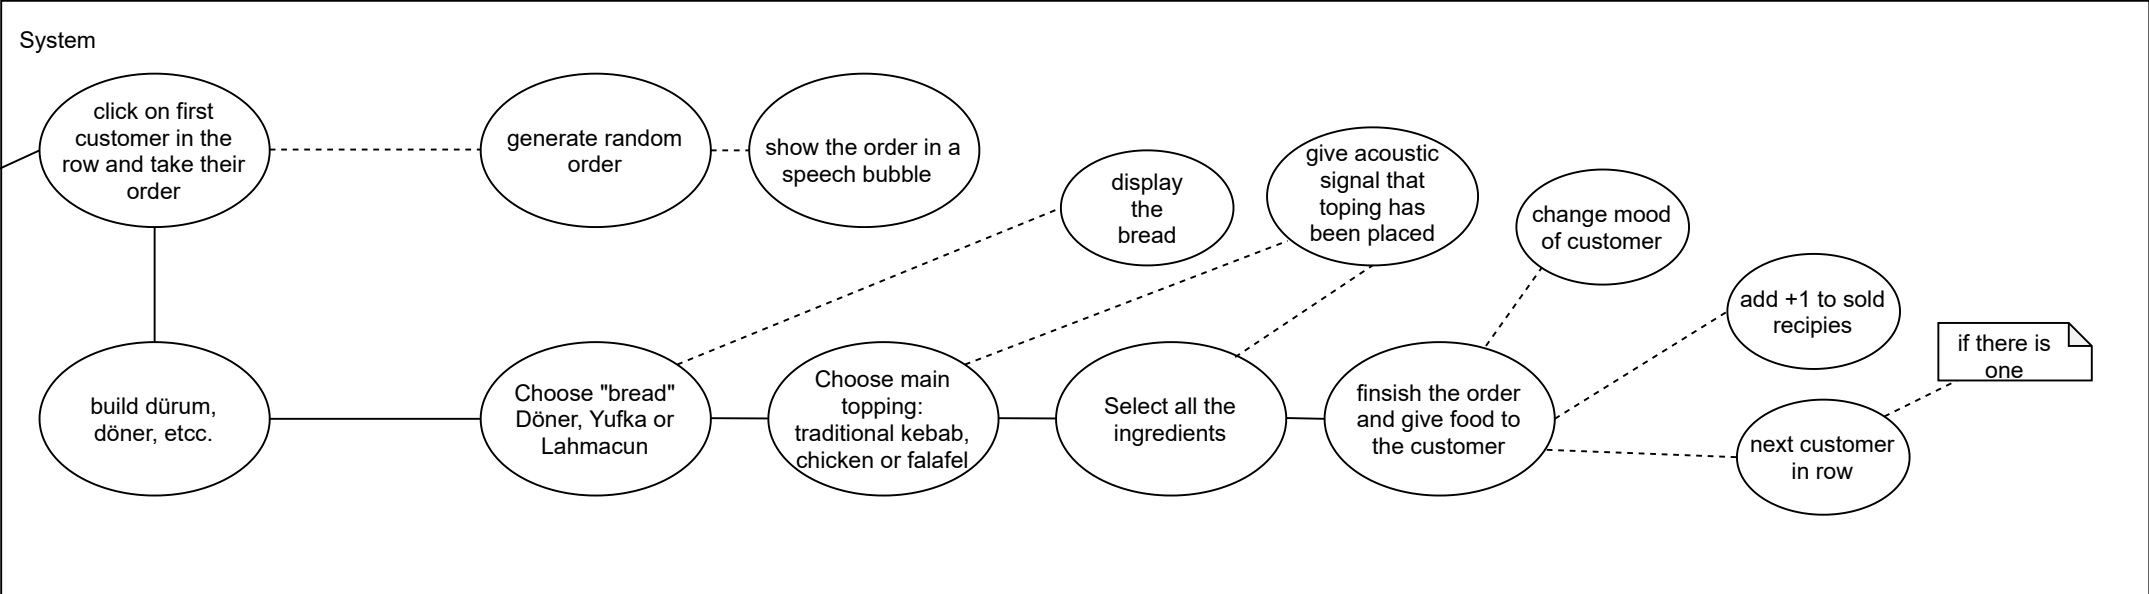 System
click on first
customer in the
row and take their
order
generate random
order
show the order in a
speech bubble
display
the
bread
give acoustic
signal that
toping has
been placed
change mood
of customer
add +1 to sold
recipies
if there is
one
build dürum,
döner, etcc.
Choose "bread"
Döner, Yufka or
Lahmacun
Choose main
topping:
traditional kebab,
chicken or falafel
Select all the
ingredients
finsish the order
and give food to
the customer
next customer
in row